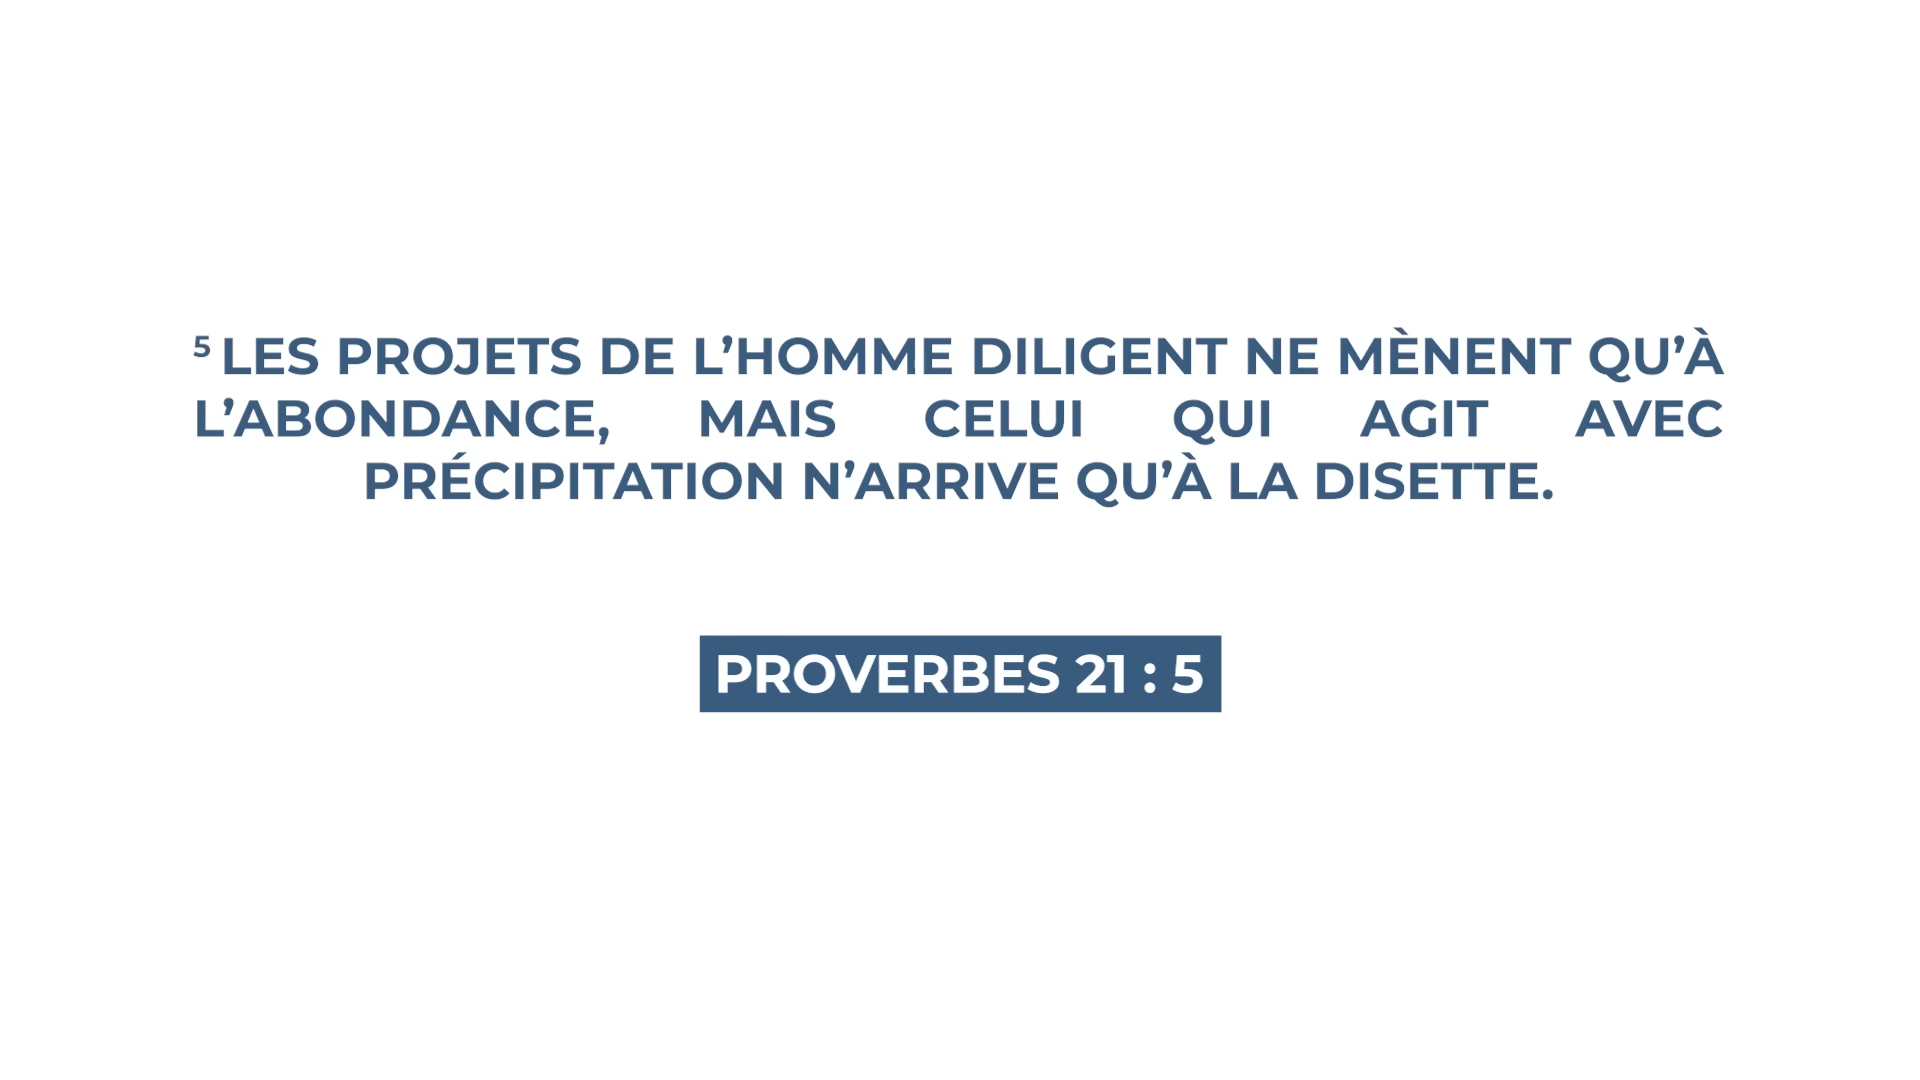 ⁵ LES PROJETS DE L’HOMME DILIGENT NE MÈNENT QU’À
L’ABONDANCE, MAIS CELUI QUI AGIT AVEC
PRÉCIPITATION N’ARRIVE QU’À LA DISETTE.
PROVERBES 21 : 5